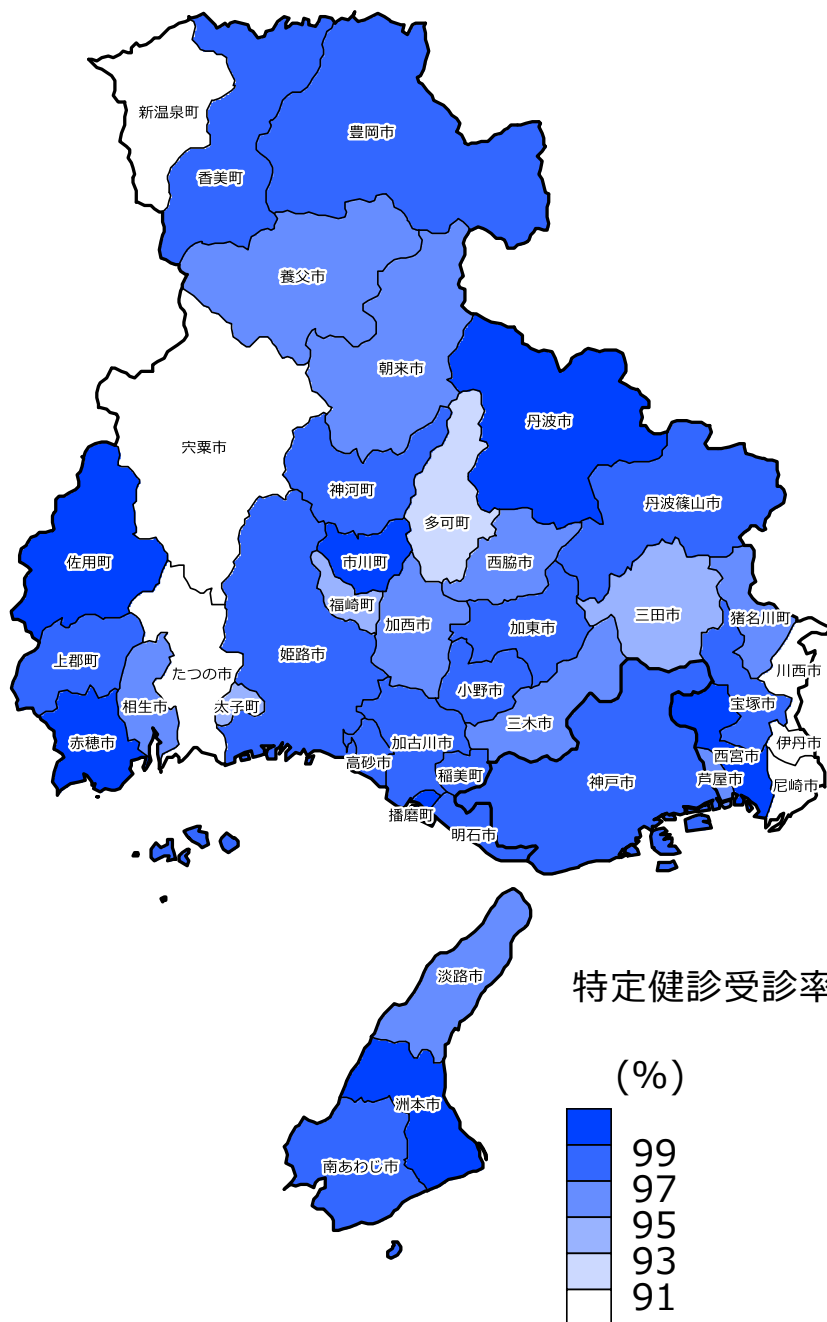 新温泉町
豊岡市
香美町
養父市
朝来市
丹波市
宍粟市
神河町
丹波篠山市
多可町
佐用町
市川町
西脇市
福崎町
三田市
猪名川町
加西市
加東市
上郡町
姫路市
たつの市
川西市
小野市
相生市
太子町
宝塚市
三木市
赤穂市
加古川市
伊丹市
西宮市
高砂市
稲美町
神戸市
芦屋市
尼崎市
播磨町
明石市
淡路市
特定健診受診率
(%)
洲本市
99
南あわじ市
97
95
93
91